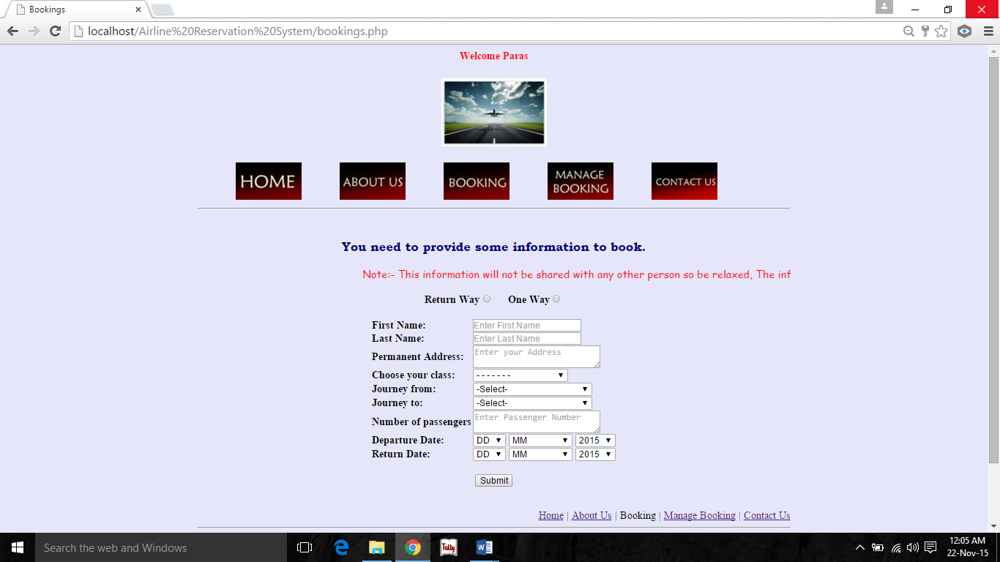 Bookings
localhost/Airline%20Reservation%20System/bookings.php
Welcome Paras
HOME
ABOUT US
BOOKING
MANAGE
BOOKING
CONTACT US
You need to provide some information to book.
Note:- This information will not be shared with any other person so be relaxed, The inf
Return Way One Way
First Name: Enter First Name
Last Name: Enter Last Name
Permanent Address: Enter your Address
Choose your class: - - - - - - -
Journey from: -Select-
Journey to: -Select-
Number of passengers Enter Passenger Number
Departure Date: DD MM 2015
Return Date: DD MM 2015
Submit
Home | About Us | Booking | Manage Booking | Contact Us
Search the web and Windows
Tally
12:05 AM
22-Nov-15